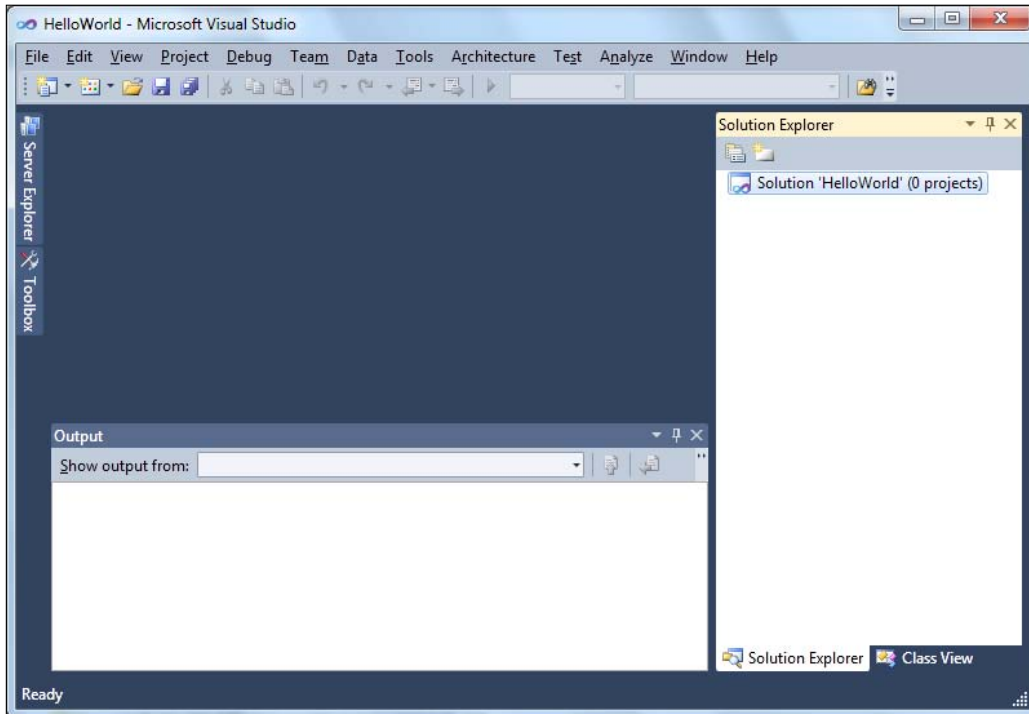 HelloWorld - Microsoft Visual Studio
File Edit View Project Debug Team Data Tools Architecture Test Analyze Window Help
Server Explorer
Toolbox
Solution Explorer
Solution 'HelloWorld' (0 projects)
Output
Show output from:
Solution Explorer Class View
Ready